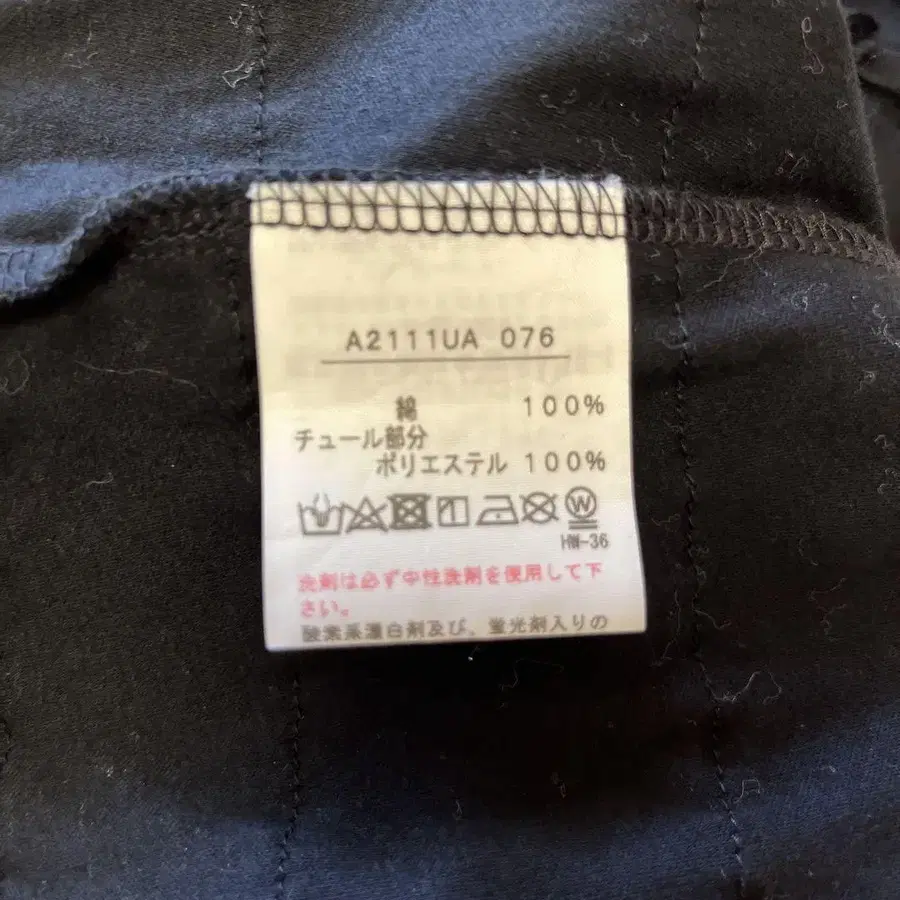 A2111UA 076
綿 100%
チュール部分
ポリエステル 100%
W
HW-36
洗剤は必ず中性洗剤を使用して下
さい。
酸素系漂白剤及び、蛍光剤入りの